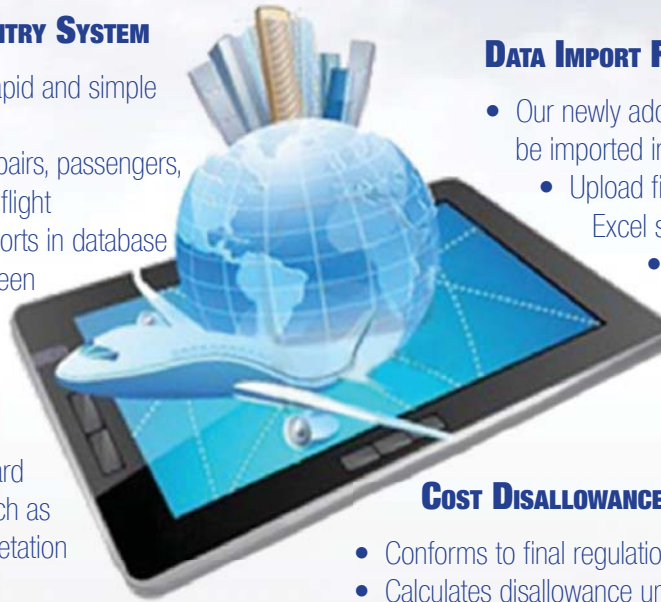 NTRY SYSTEM
apid and simple
pairs, passengers,
flight
orts in database
een
ard
ch as
etation
DATA IMPORT F
• Our newly add
be imported in
• Upload fi
Excel s
•
COST DISALLOWANCE
• Conforms to final regulatio
• Calculates disallowance un